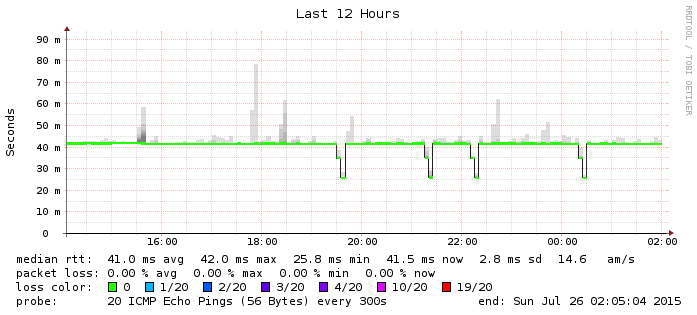 Last 12 Hours
RRDTOOL / TOBI OETIKER
Seconds
90 m
80 m
70 m
60 m
50 m
40 m
30 m
20 m
10 m
0
16:00 18:00 20:00 22:00 00:00 02:00
median rtt: 41.0 ms avg 42.0 ms max 25.8 ms min 41.5 ms now 2.8 ms sd 14.6 am/s
packet loss: 0.00 % avg 0.00 % max 0.00 % min 0.00 % now
loss color: 0 1/20 2/20 3/20 4/20 10/20 19/20
probe: 20 ICMP Echo Pings (56 Bytes) every 300s end: Sun Jul 26 02:05:04 2015